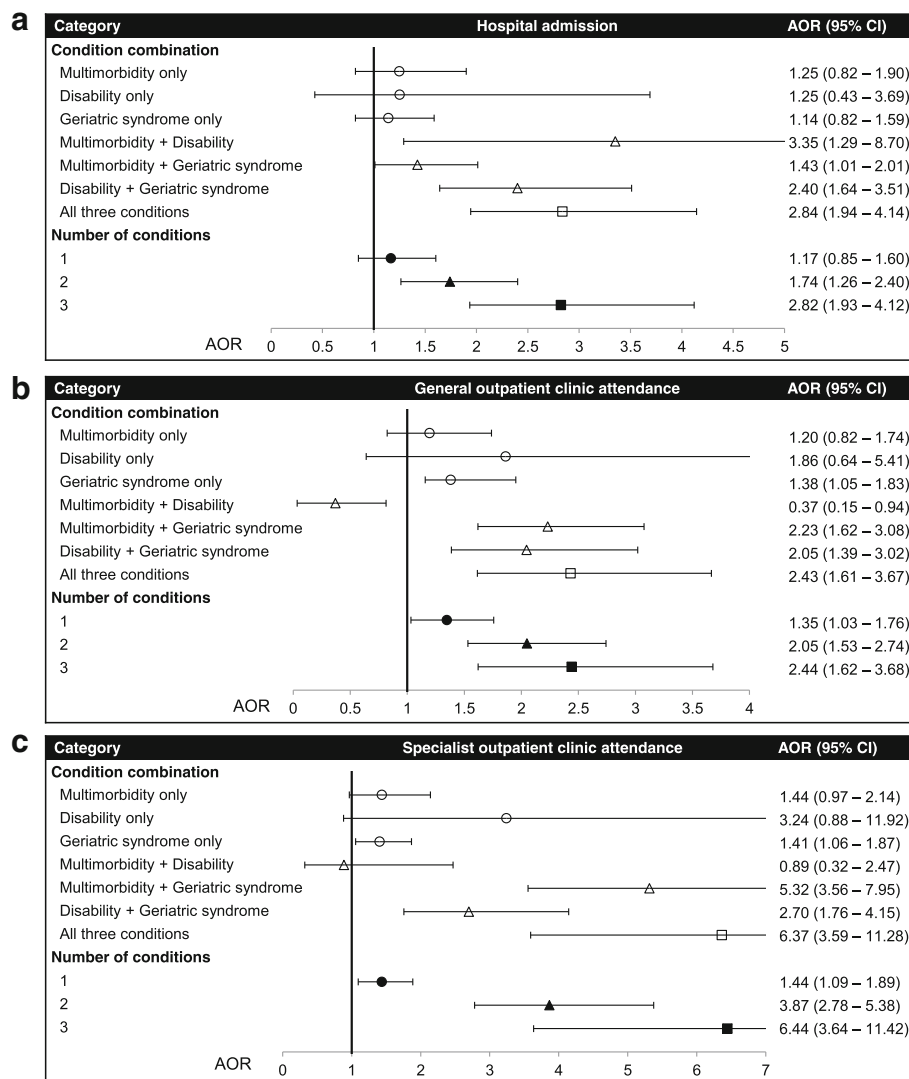 a
Category Hospital admission AOR (95% CI)
Condition combination
Multimorbidity only 1.25 (0.82 – 1.90)
Disability only 1.25 (0.43 – 3.69)
Geriatric syndrome only 1.14 (0.82 – 1.59)
Multimorbidity + Disability 3.35 (1.29 – 8.70)
Multimorbidity + Geriatric syndrome 1.43 (1.01 – 2.01)
Disability + Geriatric syndrome 2.40 (1.64 – 3.51)
All three conditions 2.84 (1.94 – 4.14)
Number of conditions
1 1.17 (0.85 – 1.60)
2 1.74 (1.26 – 2.40)
3 2.82 (1.93 – 4.12)
AOR 0 0.5 1 1.5 2 2.5 3 3.5 4 4.5 5
b
Category General outpatient clinic attendance AOR (95% CI)
Condition combination
Multimorbidity only 1.20 (0.82 – 1.74)
Disability only 1.86 (0.64 – 5.41)
Geriatric syndrome only 1.38 (1.05 – 1.83)
Multimorbidity + Disability 0.37 (0.15 – 0.94)
Multimorbidity + Geriatric syndrome 2.23 (1.62 – 3.08)
Disability + Geriatric syndrome 2.05 (1.39 – 3.02)
All three conditions 2.43 (1.61 – 3.67)
Number of conditions
1 1.35 (1.03 – 1.76)
2 2.05 (1.53 – 2.74)
3 2.44 (1.62 – 3.68)
AOR 0 0.5 1 1.5 2 2.5 3 3.5 4
c
Category Specialist outpatient clinic attendance AOR (95% CI)
Condition combination
Multimorbidity only 1.44 (0.97 – 2.14)
Disability only 3.24 (0.88 – 11.92)
Geriatric syndrome only 1.41 (1.06 – 1.87)
Multimorbidity + Disability 0.89 (0.32 – 2.47)
Multimorbidity + Geriatric syndrome 5.32 (3.56 – 7.95)
Disability + Geriatric syndrome 2.70 (1.76 – 4.15)
All three conditions 6.37 (3.59 – 11.28)
Number of conditions
1 1.44 (1.09 – 1.89)
2 3.87 (2.78 – 5.38)
3 6.44 (3.64 – 11.42)
AOR 0 1 2 3 4 5 6 7